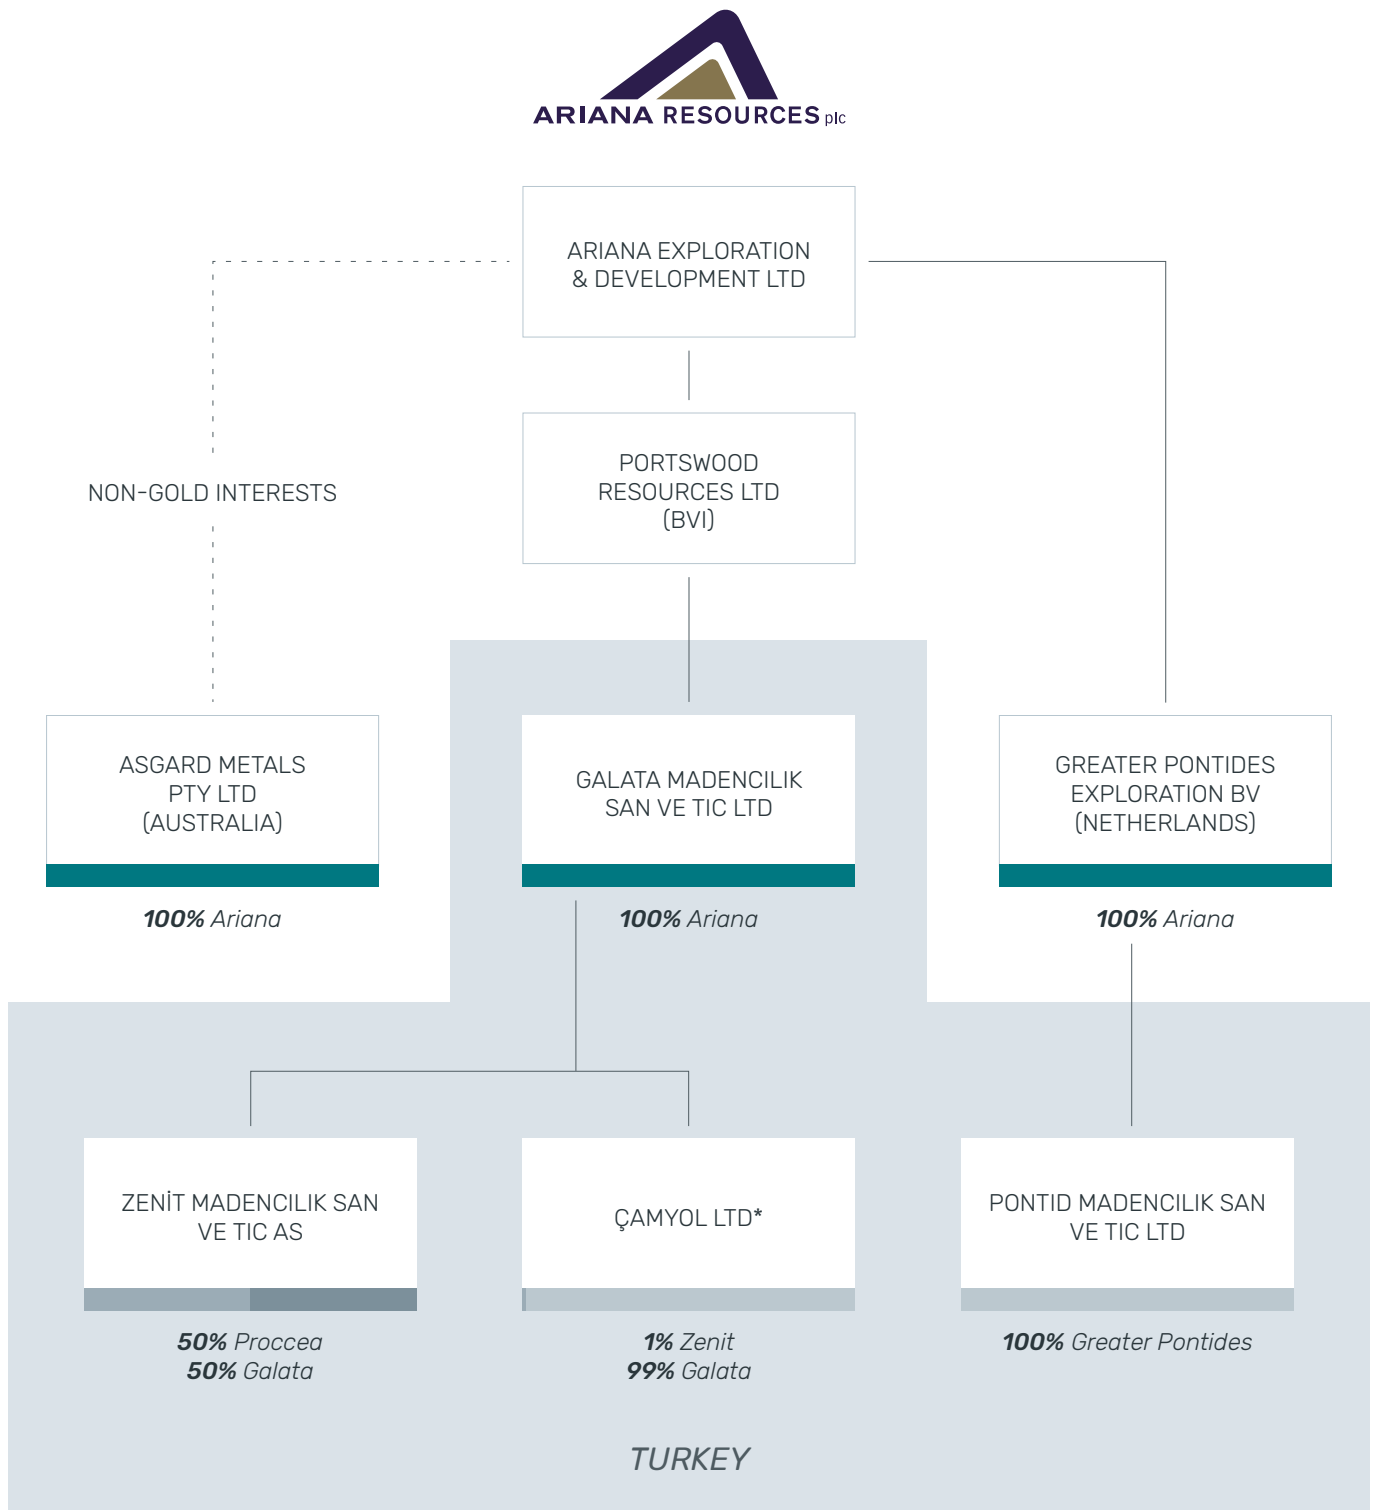 ARIANA RESOURCES plc
ARIANA EXPLORATION
& DEVELOPMENT LTD
PORTSWOOD
RESOURCES LTD
(BVI)
NON-GOLD INTERESTS
ASGARD METALS
PTY LTD
(AUSTRALIA)
100% Ariana
GALATA MADENCILIK
SAN VE TIC LTD
100% Ariana
GREATER PONTIDES
EXPLORATION BV
(NETHERLANDS)
100% Ariana
ZENİT MADENCILIK SAN
VE TIC AS
50% Proccea
50% Galata
ÇAMYOL LTD*
1% Zenit
99% Galata
PONTID MADENCILIK SAN
VE TIC LTD
100% Greater Pontides
TURKEY